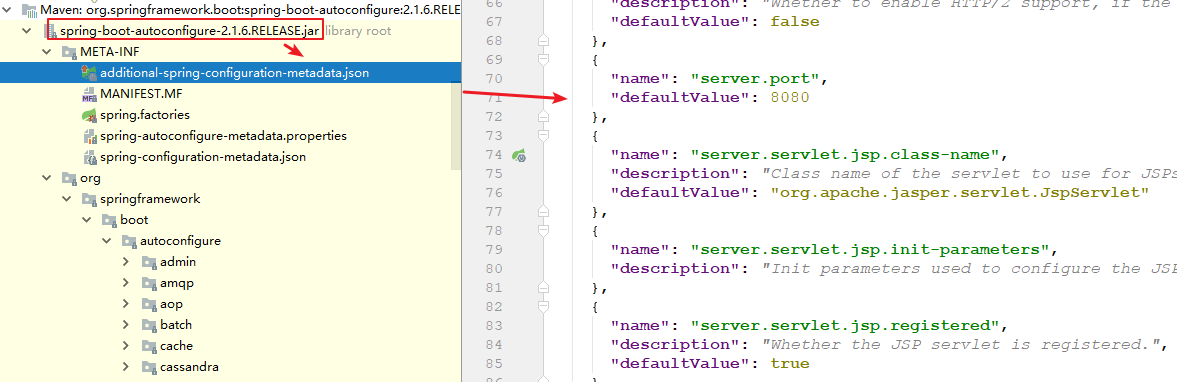 Maven: org.springframework.boot:spring-boot-autoconfigure:2.1.6.RELE
spring-boot-autoconfigure-2.1.6.RELEASE.jar library root
META-INF
additional-spring-configuration-metadata.json
MANIFEST.MF
spring.factories
spring-autoconfigure-metadata.properties
spring-configuration-metadata.json
org
springframework
boot
autoconfigure
admin
amqp
aop
batch
cache
cassandra
66 "description": "Whether to enable HTTP/2 support, if the
67 "defaultValue": false
68 },
69 {
70 "name": "server.port",
71 "defaultValue": 8080
72 },
73 {
74 "name": "server.servlet.jsp.class-name",
75 "description": "Class name of the servlet to use for JSPs
76 "defaultValue": "org.apache.jasper.servlet.JspServlet"
77 },
78 {
79 "name": "server.servlet.jsp.init-parameters",
80 "description": "Init parameters used to configure the JSP
81 },
82 {
83 "name": "server.servlet.jsp.registered",
84 "description": "Whether the JSP servlet is registered.",
85 "defaultValue": true